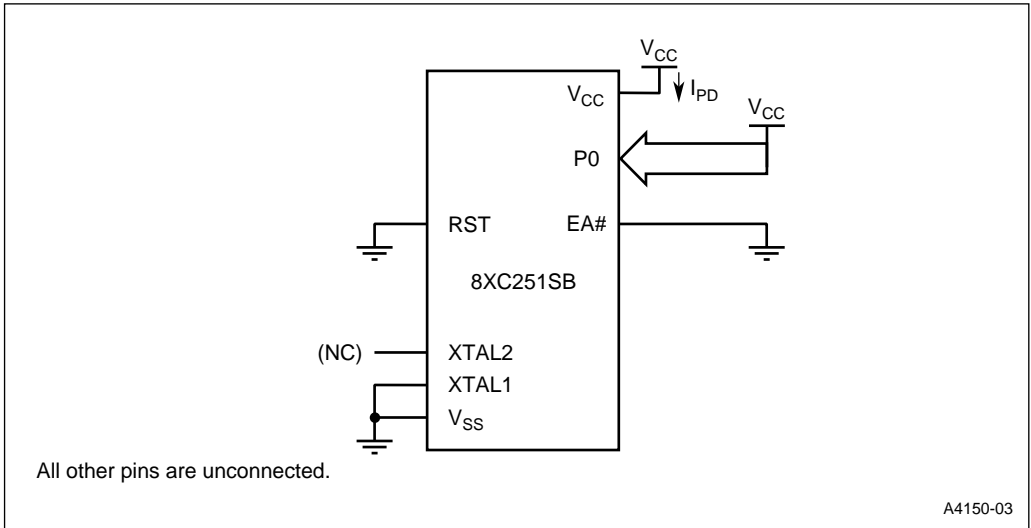 VCC
VCC
IPD
VCC
P0
RST
EA#
8XC251SB
(NC)
XTAL2
XTAL1
VSS
All other pins are unconnected.
A4150-03